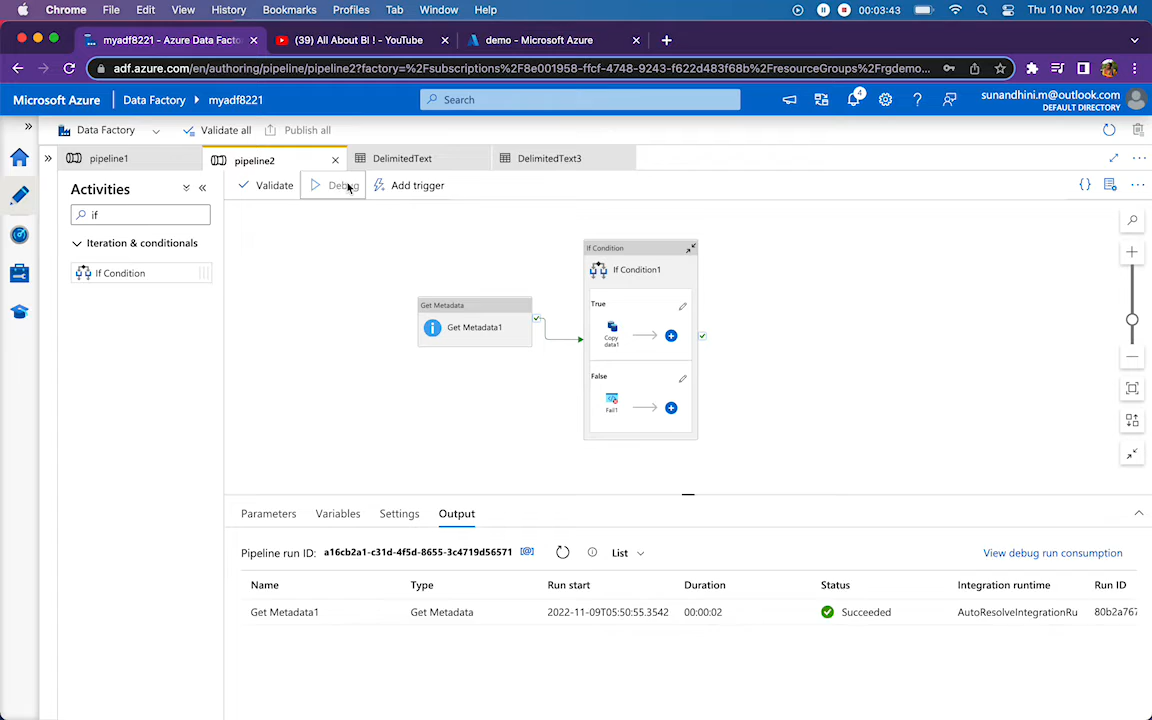 Chrome File Edit View History Bookmarks Profiles Tab Window Help 00:03:43 Thu 10 Nov 10:29 AM
myadf8221 - Azure Data Facto
(39) All About BI ! - YouTube
demo - Microsoft Azure
adf.azure.com/en/authoring/pipeline/pipeline2?factory=%2Fsubscriptions%2F8e001958-ffcf-4748-9243-f622d483f68b%2FresourceGroups%2Frgdemo...
Microsoft Azure Data Factory myadf8221 Search 4 sunandhini.m@outlook.com
DEFAULT DIRECTORY
Data Factory Validate all Publish all
pipeline1 pipeline2 DelimitedText DelimitedText3
Activities Validate Debug Add trigger
if
Iteration & conditionals
If Condition
If Condition
If Condition1
Get Metadata
Get Metadata1
True
Copy
data1
False
Fail1
Parameters Variables Settings Output
Pipeline run ID: a16cb2a1-c31d-4f5d-8655-3c4719d56571 List View debug run consumption
Name Type Run start Duration Status Integration runtime Run ID
Get Metadata1 Get Metadata 2022-11-09T05:50:55.3542 00:00:02 Succeeded AutoResolveIntegrationRu 80b2a767